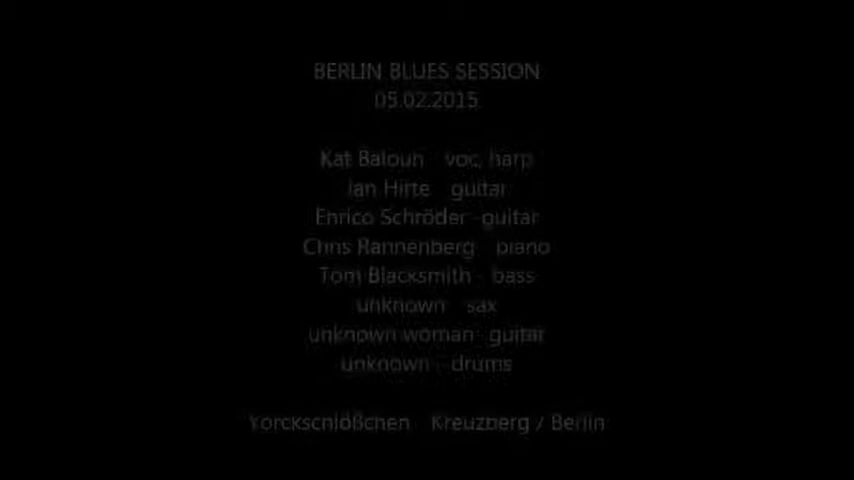 BERLIN BLUES SESSION
05.02.2015
Kat Baloun - voc, harp
Jan Hirte - guitar
Enrico Schröder - guitar
Chris Rannenberg - piano
Tom Blacksmith - bass
unknown - sax
unknown woman - guitar
unknown - drums
Yorckschlößchen - Kreuzberg / Berlin